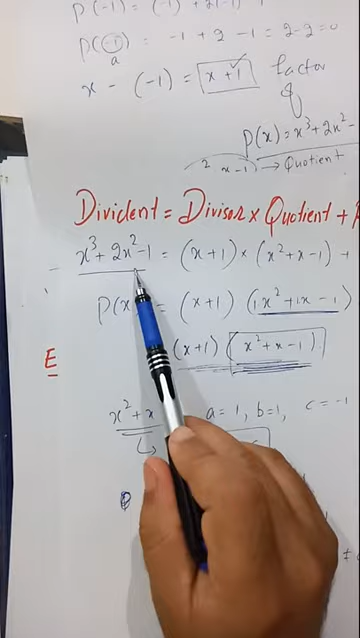 P(-1) = (-1) + 2(-1) - 1
P(-1) = -1 + 2 - 1 = 2-2=0
a
x - (-1) = x + 1 factor
P(x) = x³ + 2x² -
x - 1) → Quotient
Divident = Divisor × Quotient +
x³ + 2x² - 1 = (x+1) × (x² + x - 1) +
P(x = (x+1) (1x² + 1x - 1)
E (x+1) (x² + x - 1)
x² + x a = 1, b = 1, c = -1